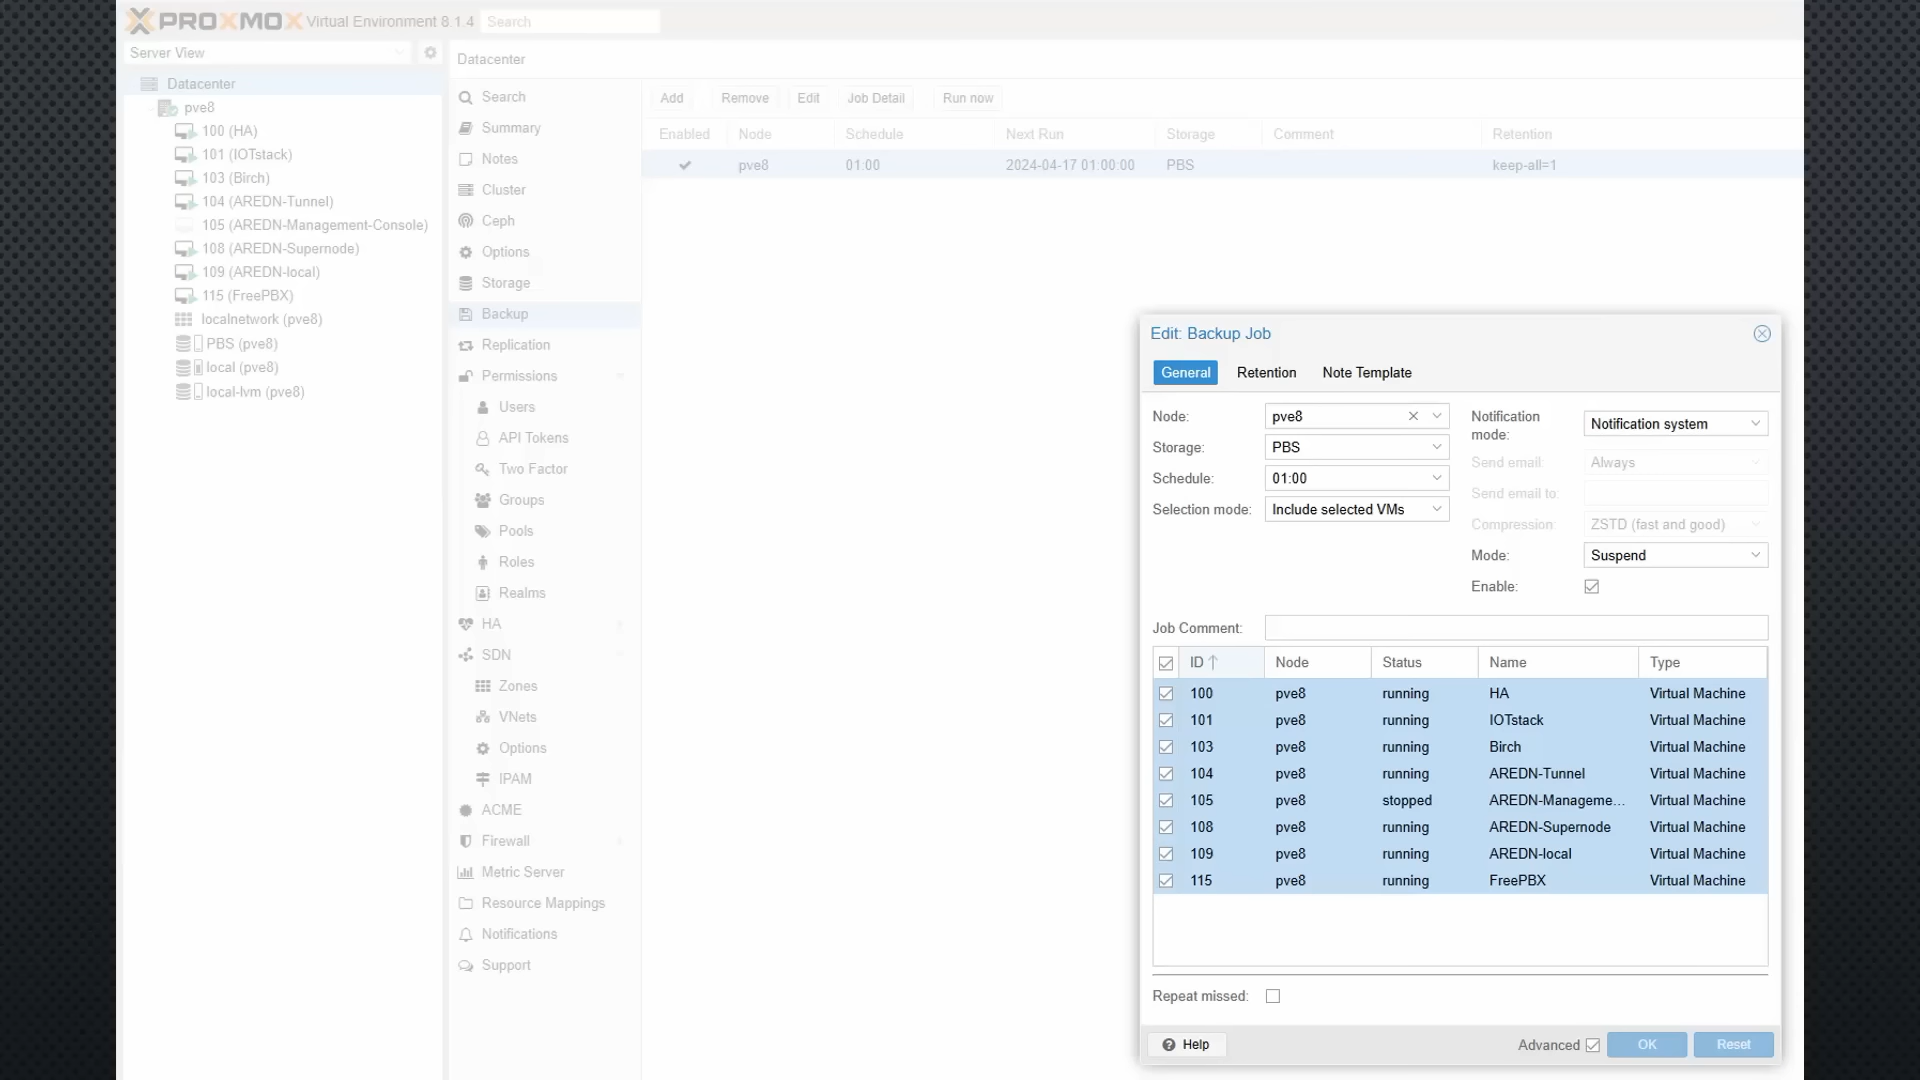 PROXMOX Virtual Environment 8.1.4 Search
Server View
Datacenter
pve8
100 (HA)
101 (IOTstack)
103 (Birch)
104 (AREDN-Tunnel)
105 (AREDN-Management-Console)
108 (AREDN-Supernode)
109 (AREDN-local)
115 (FreePBX)
localnetwork (pve8)
PBS (pve8)
local (pve8)
local-lvm (pve8)
Datacenter
Search
Summary
Notes
Cluster
Ceph
Options
Storage
Backup
Replication
Permissions
Users
API Tokens
Two Factor
Groups
Pools
Roles
Realms
HA
SDN
Zones
VNets
Options
IPAM
ACME
Firewall
Metric Server
Resource Mappings
Notifications
Support
Add Remove Edit Job Detail Run now
Enabled Node Schedule Next Run Storage Comment Retention
pve8 01:00 2024-04-17 01:00:00 PBS keep-all=1
Edit: Backup Job
General Retention Note Template
Node: pve8
Storage: PBS
Schedule: 01:00
Selection mode: Include selected VMs
Notification mode: Notification system
Send email: Always
Send email to:
Compression: ZSTD (fast and good)
Mode: Suspend
Enable:
Job Comment:
ID Node Status Name Type
100 pve8 running HA Virtual Machine
101 pve8 running IOTstack Virtual Machine
103 pve8 running Birch Virtual Machine
104 pve8 running AREDN-Tunnel Virtual Machine
105 pve8 stopped AREDN-Manageme... Virtual Machine
108 pve8 running AREDN-Supernode Virtual Machine
109 pve8 running AREDN-local Virtual Machine
115 pve8 running FreePBX Virtual Machine
Repeat missed:
Help Advanced OK Reset